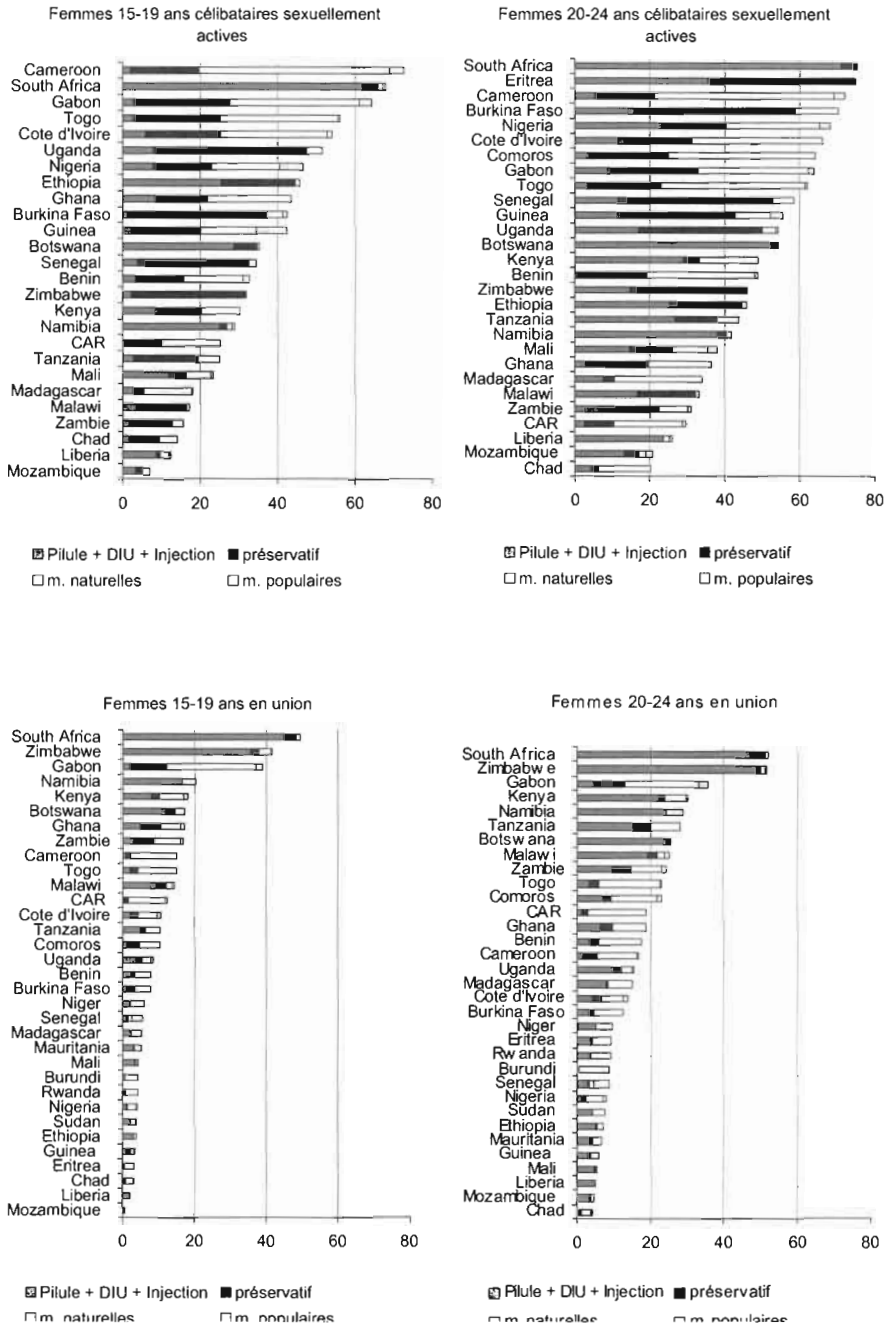 Femmes 15-19 ans célibataires sexuellement
actives
Cameroon
South Africa
Gabon
Togo
Cote d'Ivoire
Uganda
Nigeria
Ethiopia
Ghana
Burkina Faso
Guinea
Botswana
Senegal
Benin
Zimbabwe
Kenya
Namibia
CAR
Tanzania
Mali
Madagascar
Malawi
Zambie
Chad
Liberia
Mozambique
0 20 40 60 80
Pilule + DIU + Injection préservatif
m. naturelles m. populaires
Femmes 20-24 ans célibataires sexuellement
actives
South Africa
Eritrea
Cameroon
Burkina Faso
Nigeria
Cote d'Ivoire
Comoros
Gabon
Togo
Senegal
Guinea
Uganda
Botswana
Kenya
Benin
Zimbabwe
Ethiopia
Tanzania
Namibia
Mali
Ghana
Madagascar
Malawi
Zambie
CAR
Liberia
Mozambique
Chad
0 20 40 60 80
Pilule + DIU + Injection préservatif
m. naturelles m. populaires
Femmes 15-19 ans en union
South Africa
Zimbabwe
Gabon
Namibia
Kenya
Botswana
Ghana
Zambie
Cameroon
Togo
Malawi
CAR
Cote d'Ivoire
Tanzania
Comoros
Uganda
Benin
Burkina Faso
Niger
Senegal
Madagascar
Mauritania
Mali
Burundi
Rwanda
Nigeria
Sudan
Ethiopia
Guinea
Eritrea
Chad
Liberia
Mozambique
0 20 40 60 80
Pilule + DIU + Injection préservatif
m. naturelles m. populaires
Femmes 20-24 ans en union
South Africa
Zimbabwe
Gabon
Kenya
Namibia
Tanzania
Botswana
Malawi
Zambie
Togo
Comoros
CAR
Ghana
Benin
Cameroon
Uganda
Madagascar
Cote d'Ivoire
Burkina Faso
Niger
Eritrea
Rwanda
Burundi
Senegal
Nigeria
Sudan
Ethiopia
Mauritania
Guinea
Mali
Liberia
Mozambique
Chad
0 20 40 60 80
Pilule + DIU + Injection préservatif
m. naturelles m. populaires